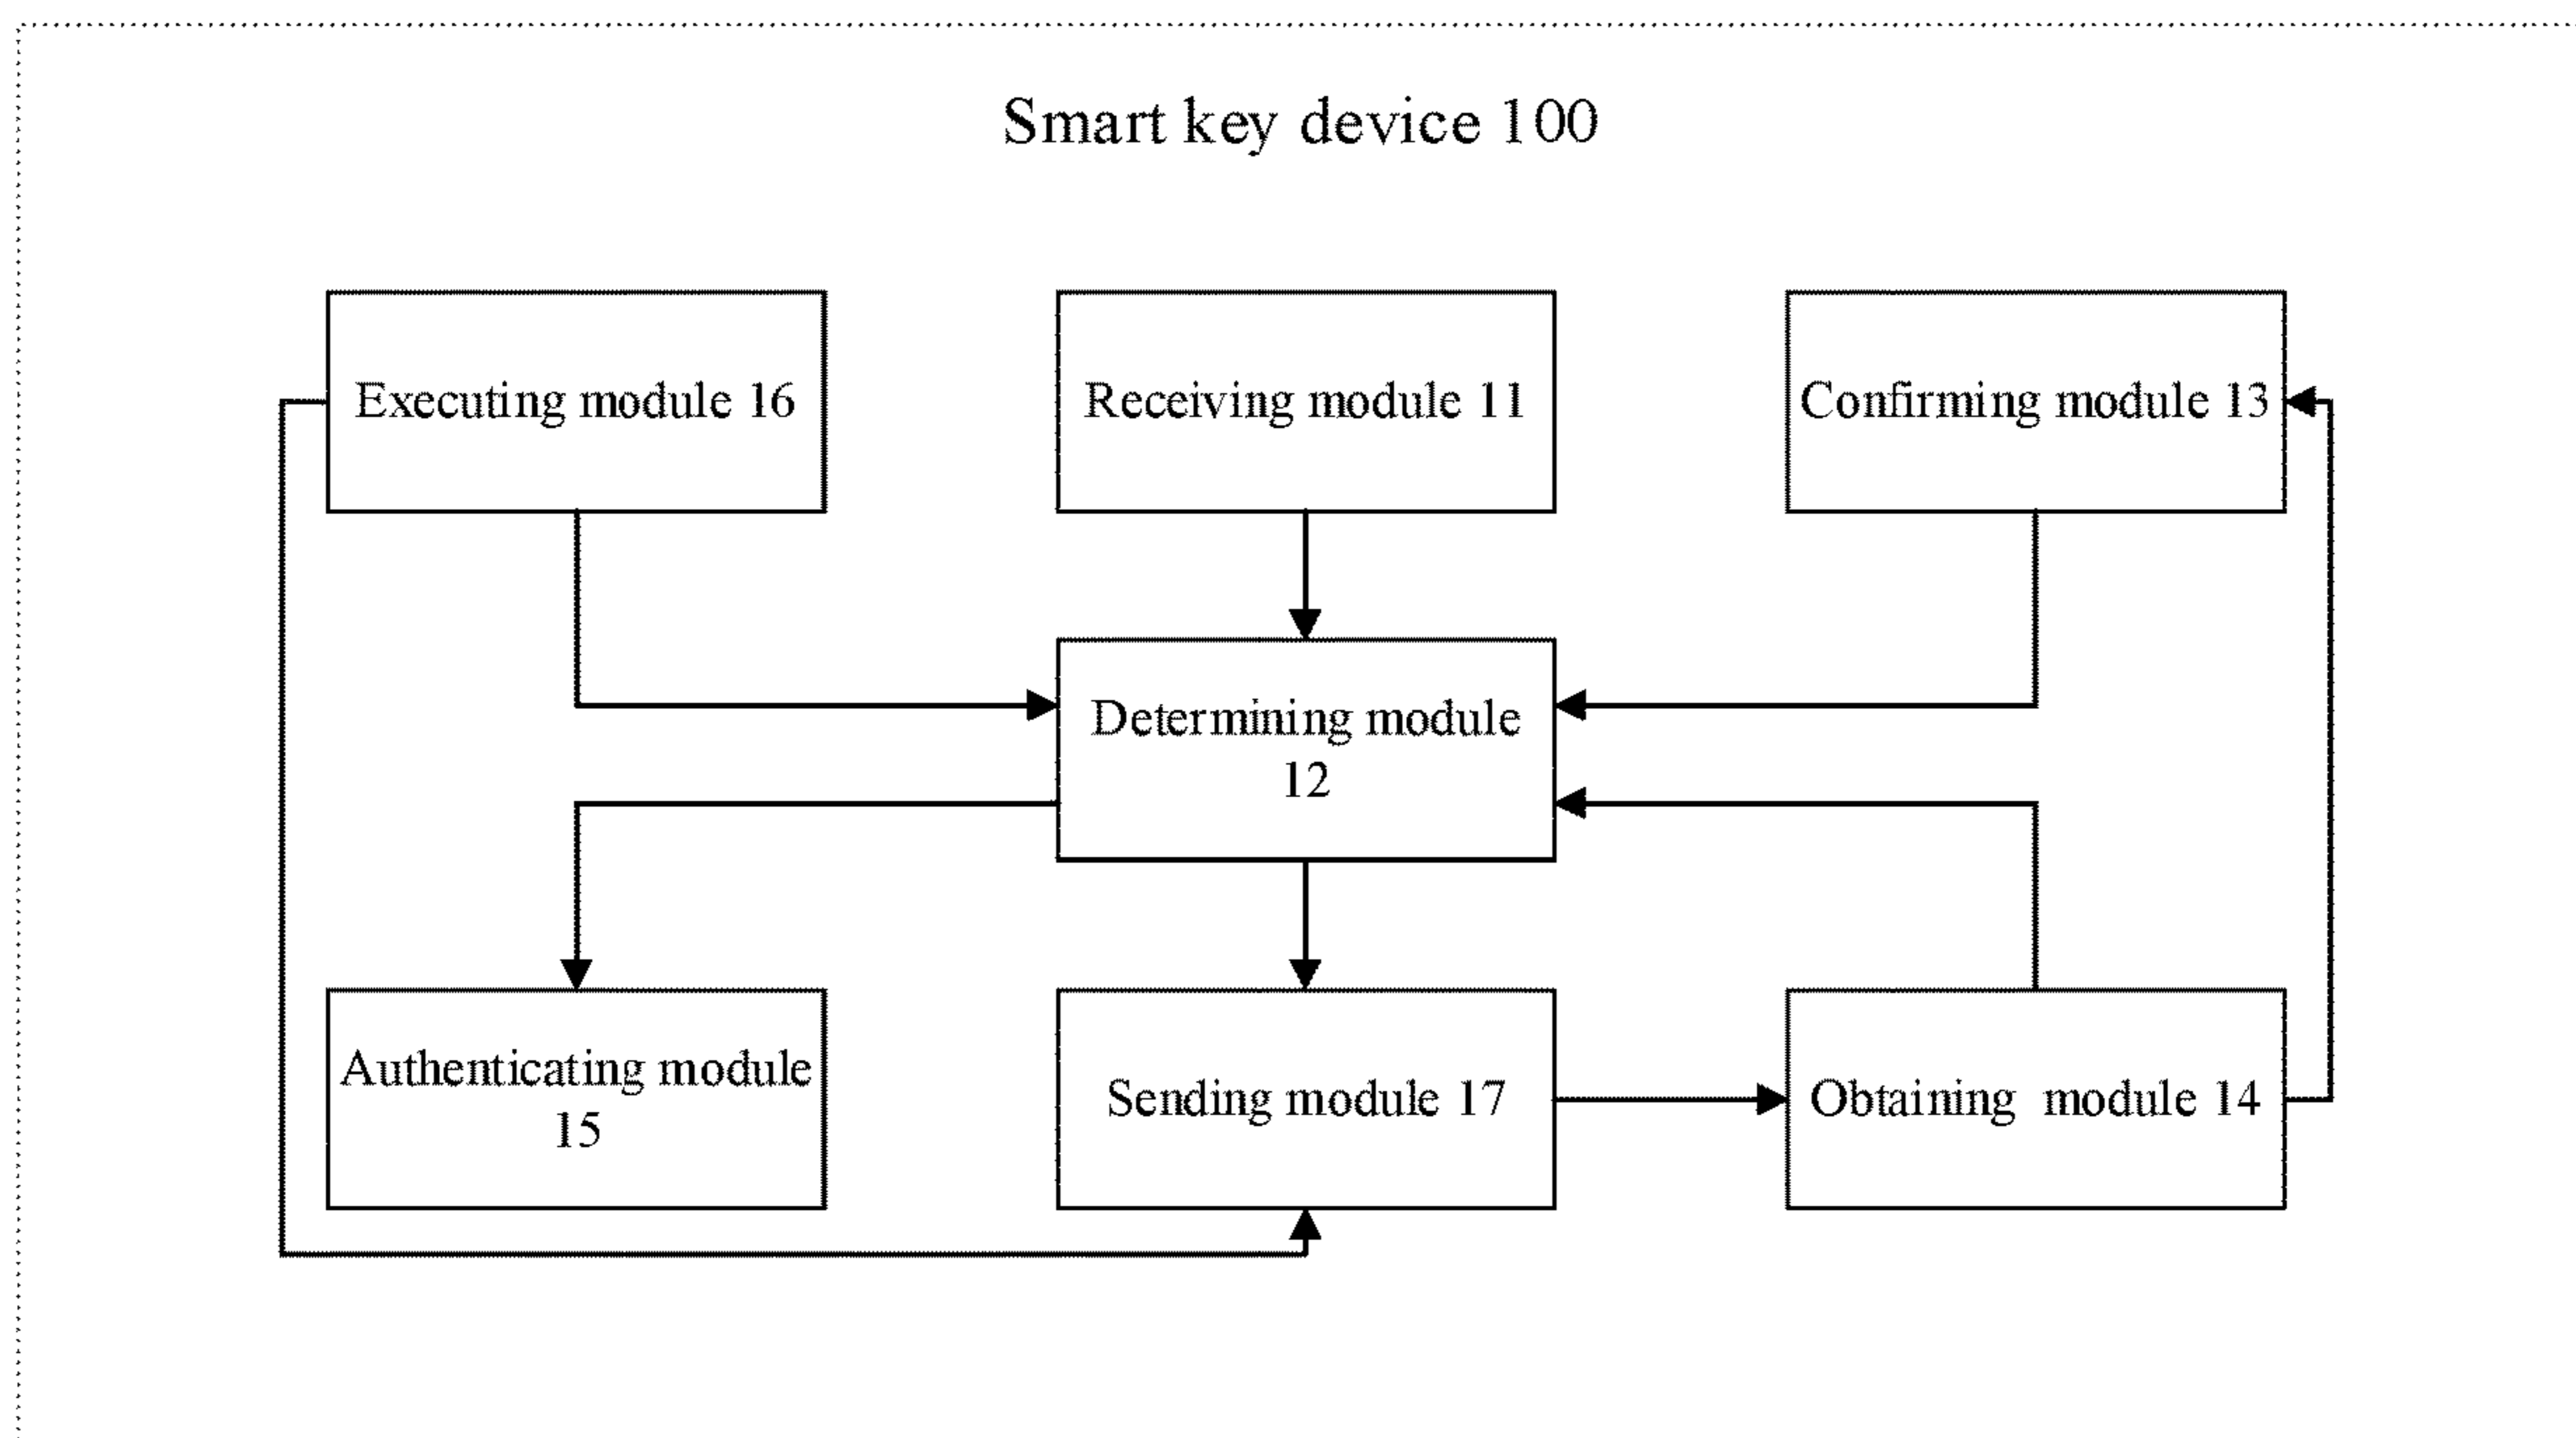 Smart key device 100
Executing module 16
Receiving module 11
Confirming module 13
Determining module
12
Authenticating module
15
Sending module 17
Obtaining module 14